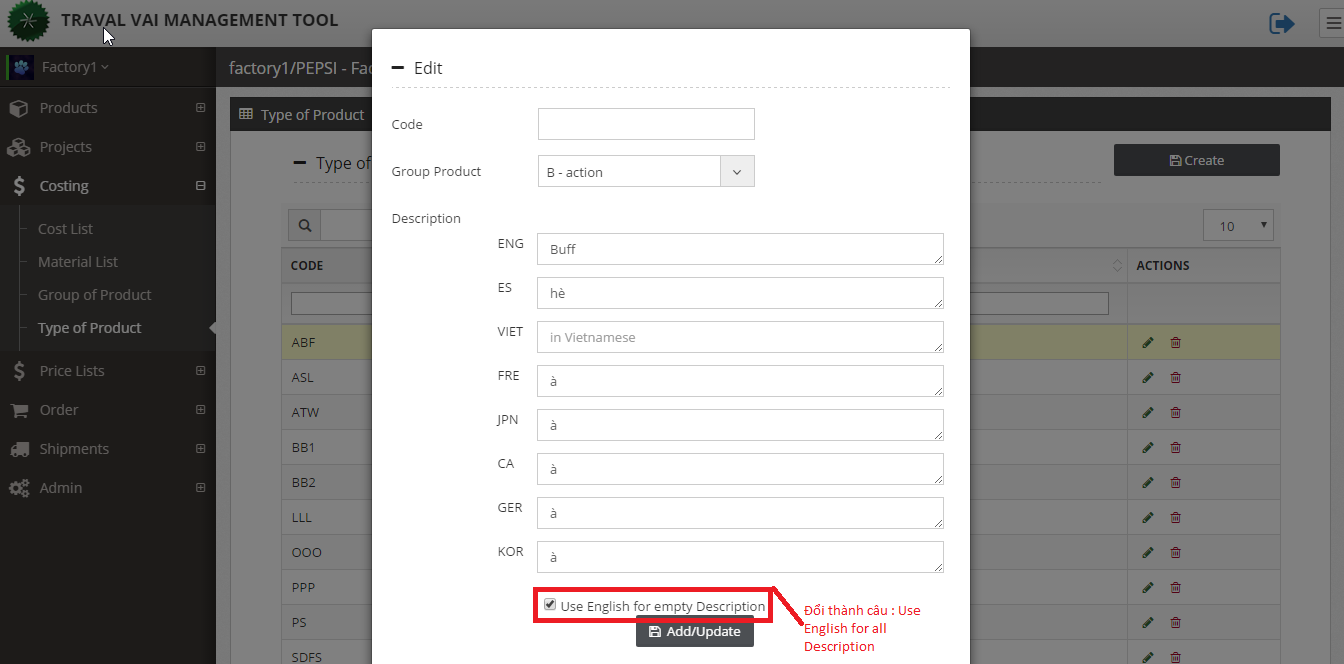 TRAVAL VAI MANAGEMENT TOOL
Factory1
Products
Projects
Costing
Cost List
Material List
Group of Product
Type of Product
Price Lists
Order
Shipments
Admin
factory1/PEPSI - Fac
Type of Product
Type of
Create
10
CODE
ACTIONS
ABF
ASL
ATW
BB1
BB2
LLL
OOO
PPP
PS
SDFS
Edit
Code
Group Product
B - action
Description
ENG
Buff
ES
hè
VIET
in Vietnamese
FRE
à
JPN
à
CA
à
GER
à
KOR
à
Use English for empty Description
Add/Update
Đổi thành câu : Use
English for all
Description